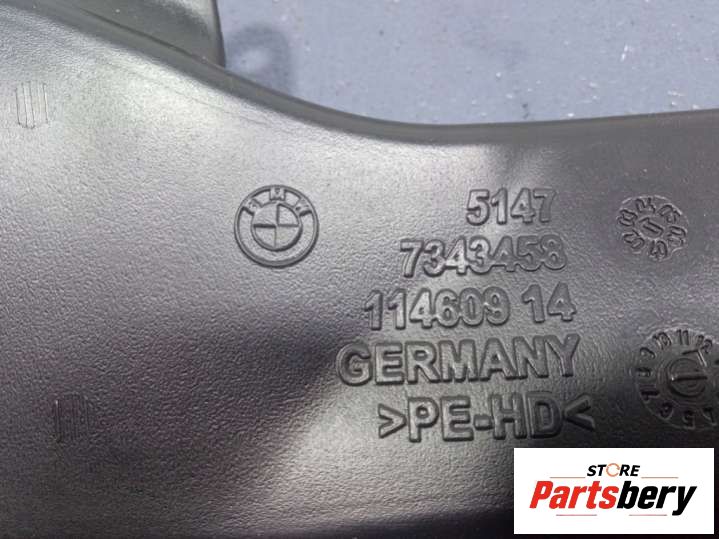 BMW
5147
7343458
114609 14
GERMANY
>PE-HD<
STORE
Partsbery